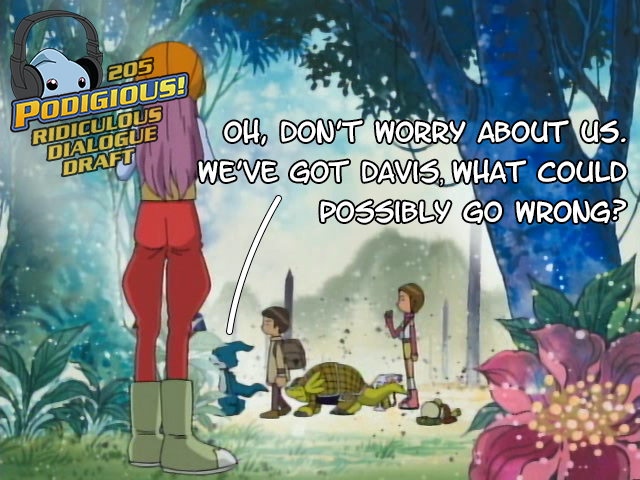 205
PODIGIOUS!
RIDICULOUS
DIALOGUE
DRAFT
OH, DON'T WORRY ABOUT US.
WE'VE GOT DAVIS, WHAT COULD
POSSIBLY GO WRONG?